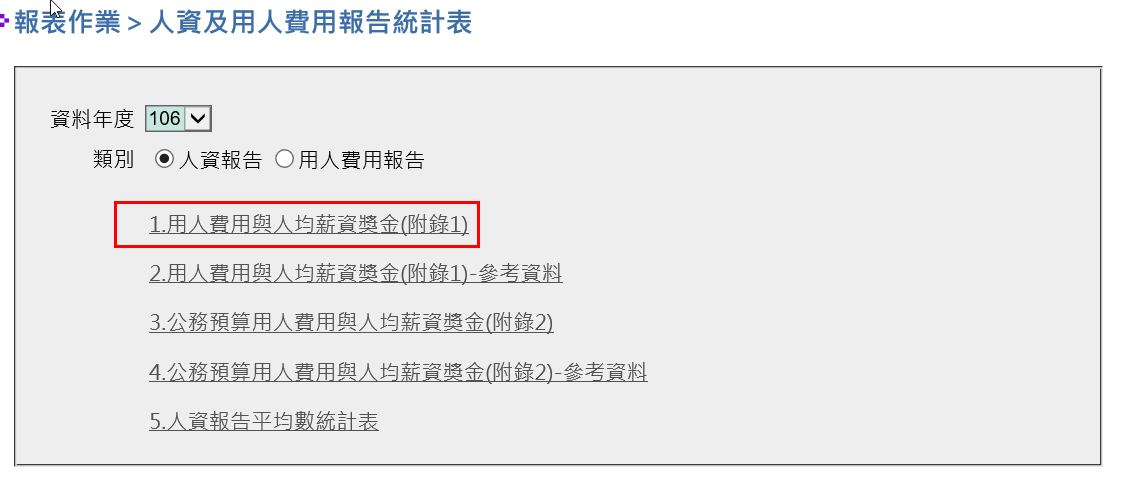 報表作業 > 人資及用人費用報告統計表
資料年度 106
類別 人資報告 用人費用報告
1.用人費用與人均薪資獎金(附錄1)
2.用人費用與人均薪資獎金(附錄1)-參考資料
3.公務預算用人費用與人均薪資獎金(附錄2)
4.公務預算用人費用與人均薪資獎金(附錄2)-參考資料
5.人資報告平均數統計表